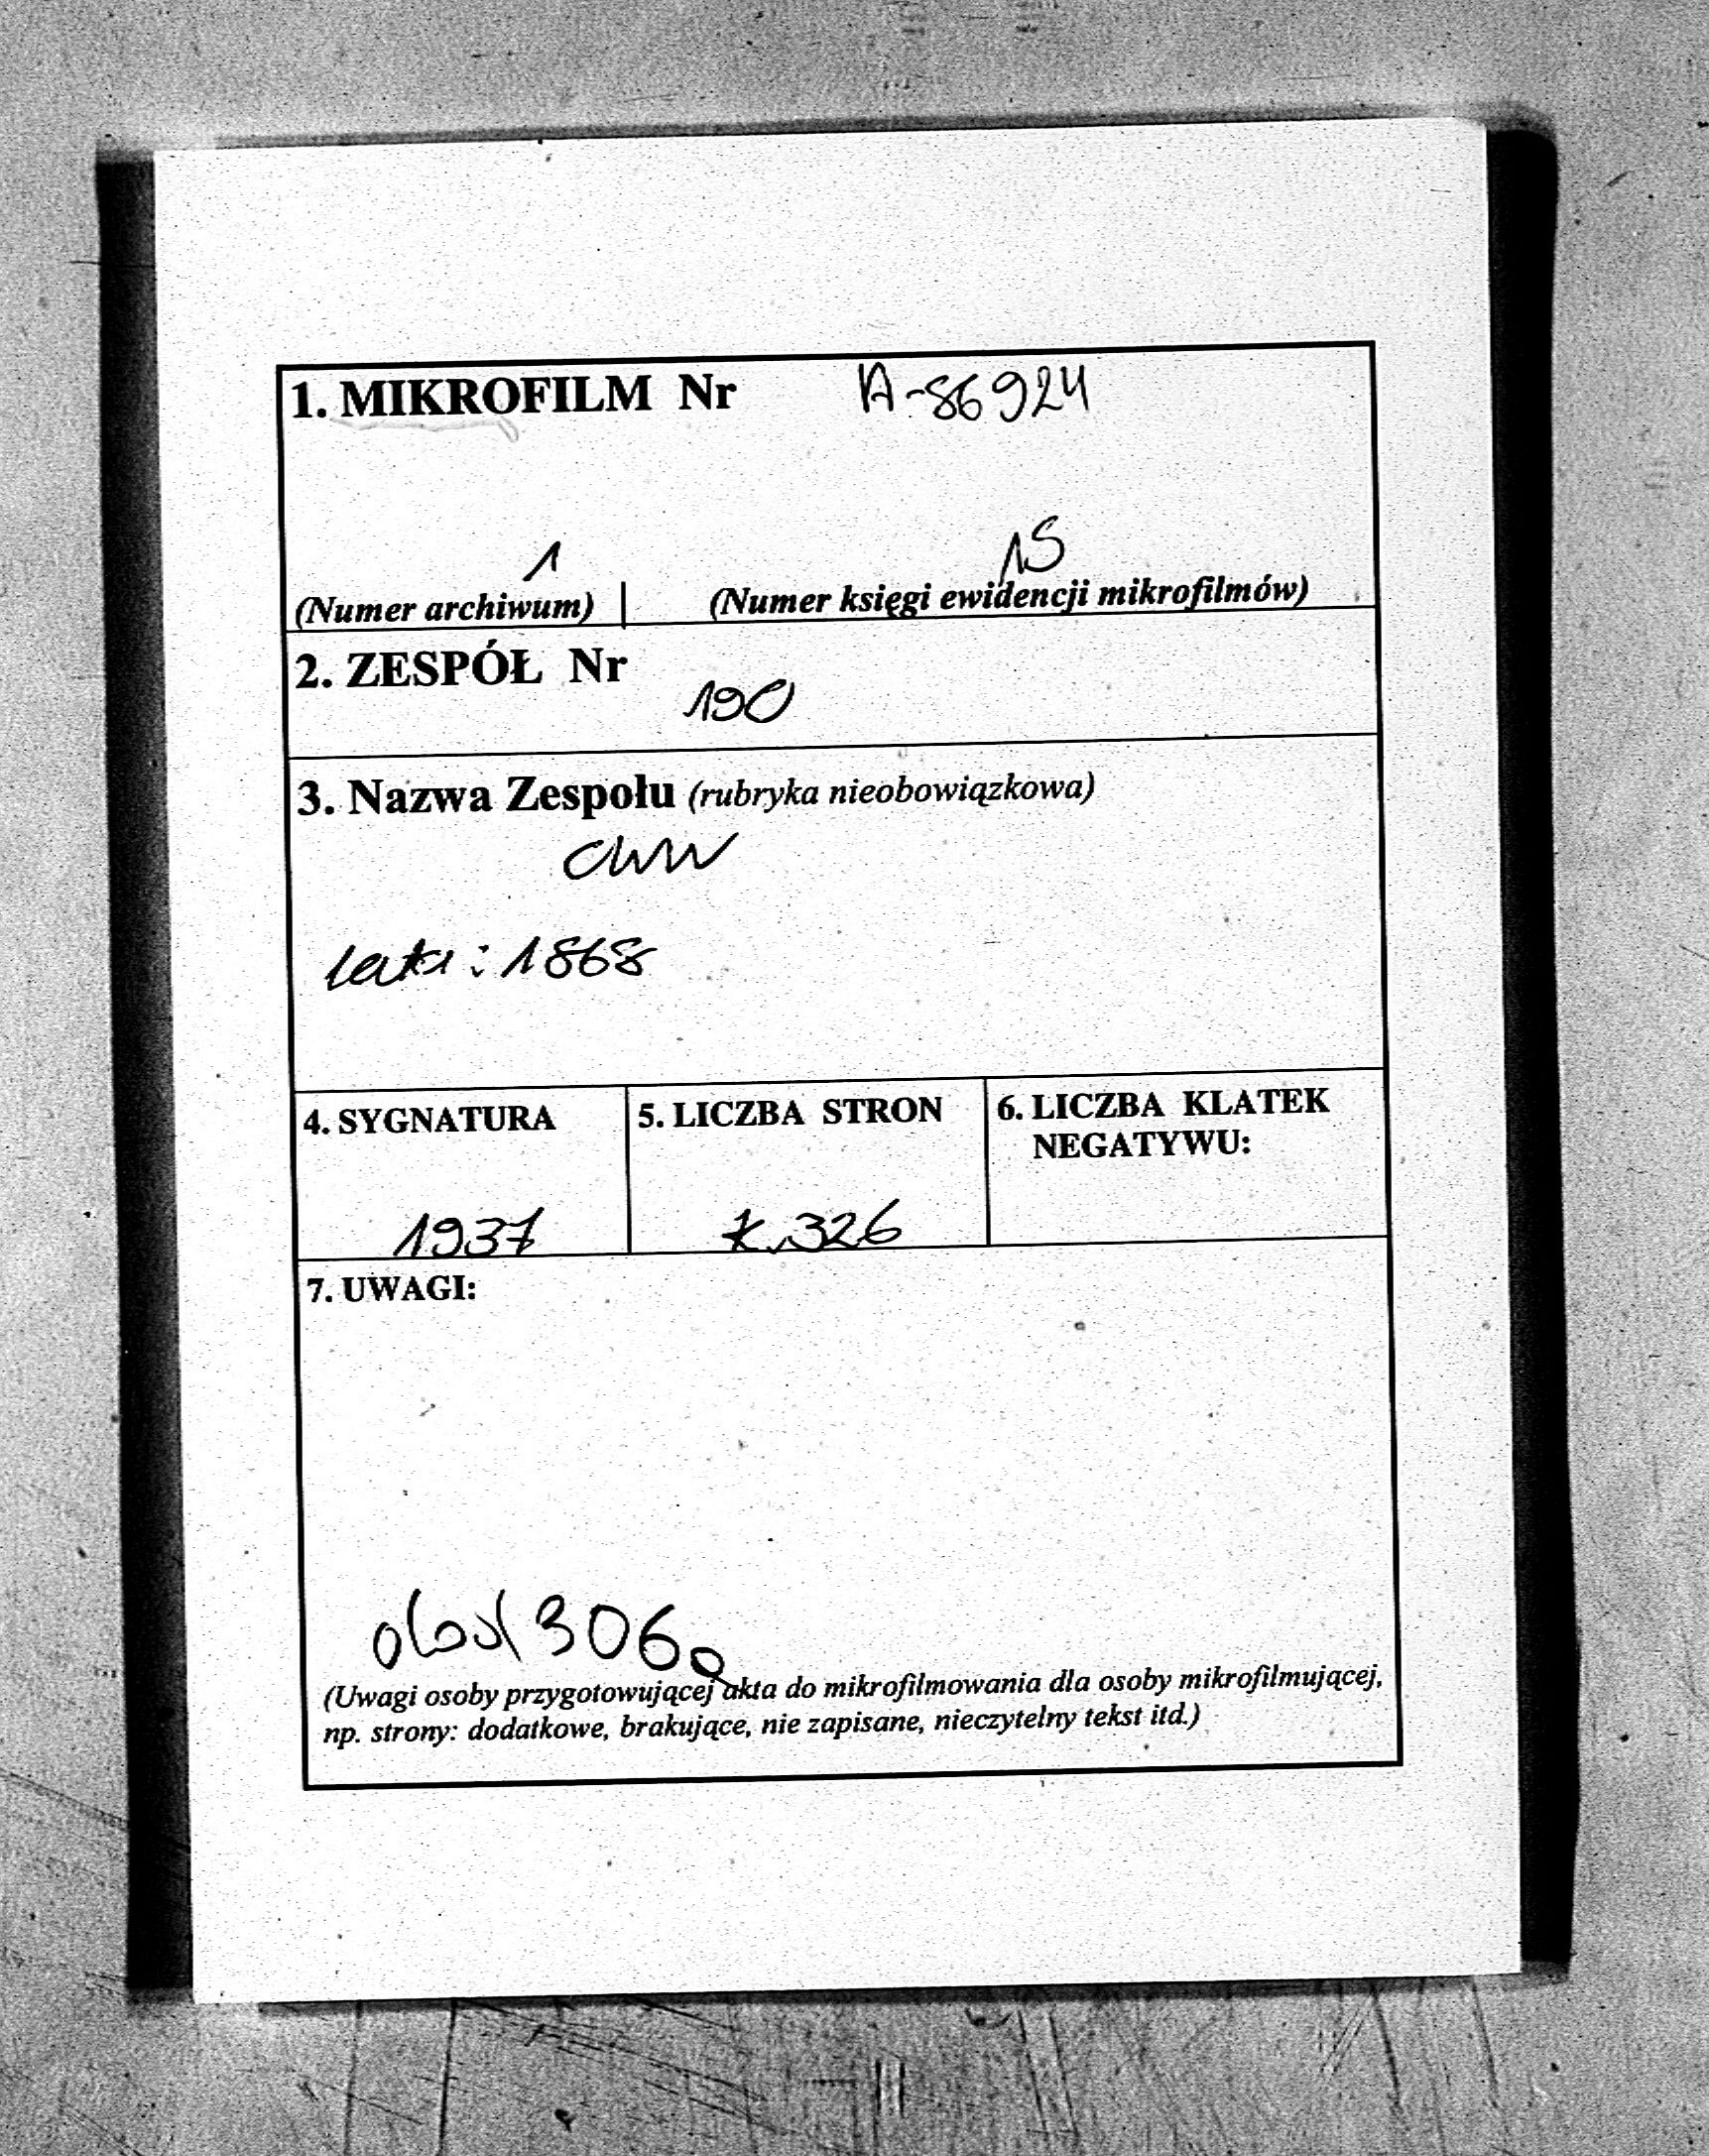 1. MIKROFILM Nr A-86924
1 15
(Numer archiwum) | (Numer księgi ewidencji mikrofilmów)
2. ZESPÓŁ Nr
190
3. Nazwa Zespołu (rubryka nieobowiązkowa)
CWW
lata: 1868
4. SYGNATURA 5. LICZBA STRON 6. LICZBA KLATEK
NEGATYWU:
1937 k. 326
7. UWAGI:
dod 306a
(Uwagi osoby przygotowującej akta do mikrofilmowania dla osoby mikrofilmującej,
np. strony: dodatkowe, brakujące, nie zapisane, nieczytelny tekst itd.)